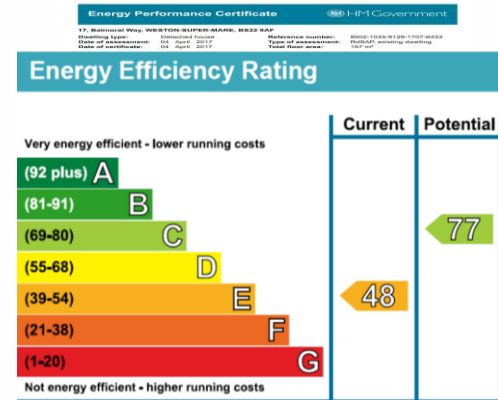 Energy Performance Certificate
HM Government
17, Balmoral Way, WESTON-SUPER-MARE, BS22 9AF
Dwelling type: Detached house
Reference number:
Date of assessment: 04 April 2017
Type of assessment: RdSAP, existing dwelling
Date of certificate: 04 April 2017
Total floor area: 157 m²
Energy Efficiency Rating
Current Potential
Very energy efficient - lower running costs
(92 plus) A
(81-91) B
(69-80) C
77
(55-68) D
(39-54) E
48
(21-38) F
(1-20) G
Not energy efficient - higher running costs